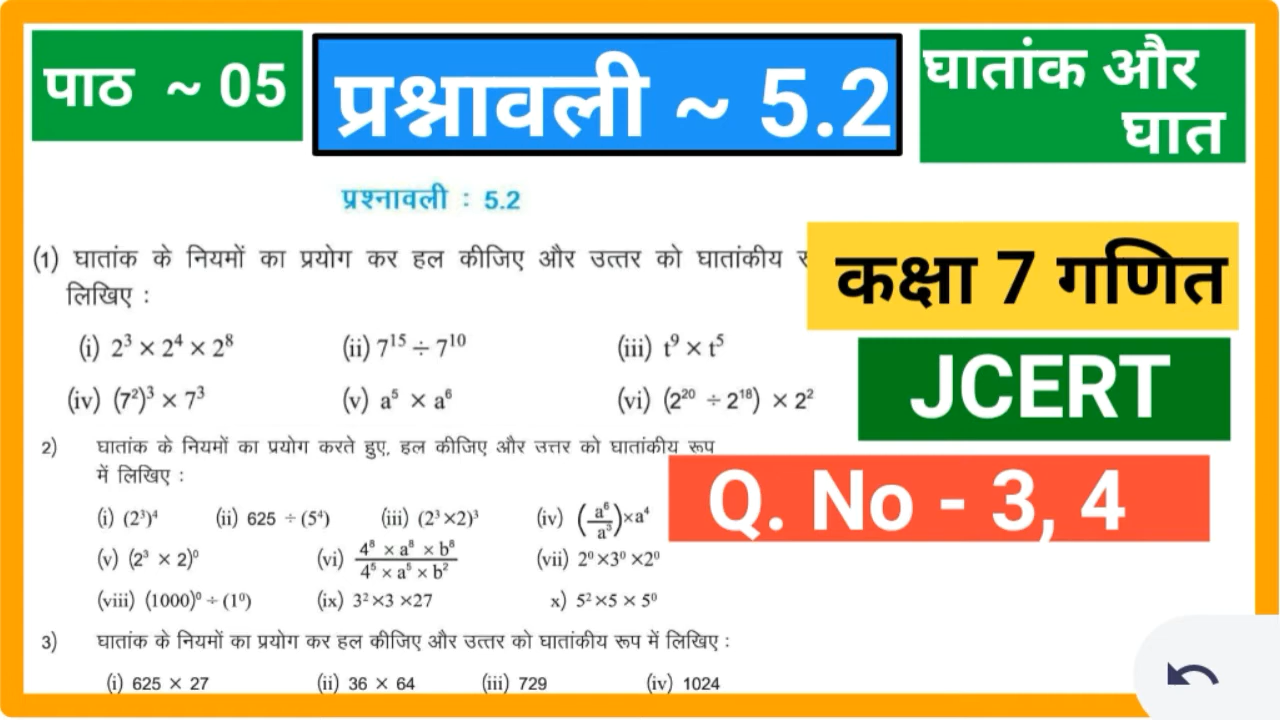 पाठ ~ 05
प्रश्नावली ~ 5.2
घातांक और
घात
प्रश्नावली : 5.2
(1) घातांक के नियमों का प्रयोग कर हल कीजिए और उत्तर को घातांकीय
लिखिए :
कक्षा 7 गणित
(i) 2³ × 2⁴ × 2⁸ (ii) 7¹⁵ ÷ 7¹⁰ (iii) t⁹ × t⁵
(iv) (7²)³ × 7³ (v) a⁵ × a⁶ (vi) (2²⁰ ÷ 2¹⁸) × 2²
JCERT
2) घातांक के नियमों का प्रयोग करते हुए, हल कीजिए और उत्तर को घातांकीय रूप
में लिखिए :
Q. No - 3, 4
(i) (2³)⁴ (ii) 625 ÷ (5⁴) (iii) (2³×2)³ (iv) (a⁶/a³)×a⁴
(v) (2³ × 2)⁰ (vi) 4⁸ × a⁸ × b⁸ / 4⁵ × a⁵ × b² (vii) 2⁰×3⁰×2⁰
(viii) (1000)⁰ ÷ (1⁰) (ix) 3²×3×27 x) 5²×5 × 5⁰
3) घातांक के नियमों का प्रयोग कर हल कीजिए और उत्तर को घातांकीय रूप में लिखिए :
(i) 625 × 27 (ii) 36 × 64 (iii) 729 (iv) 1024